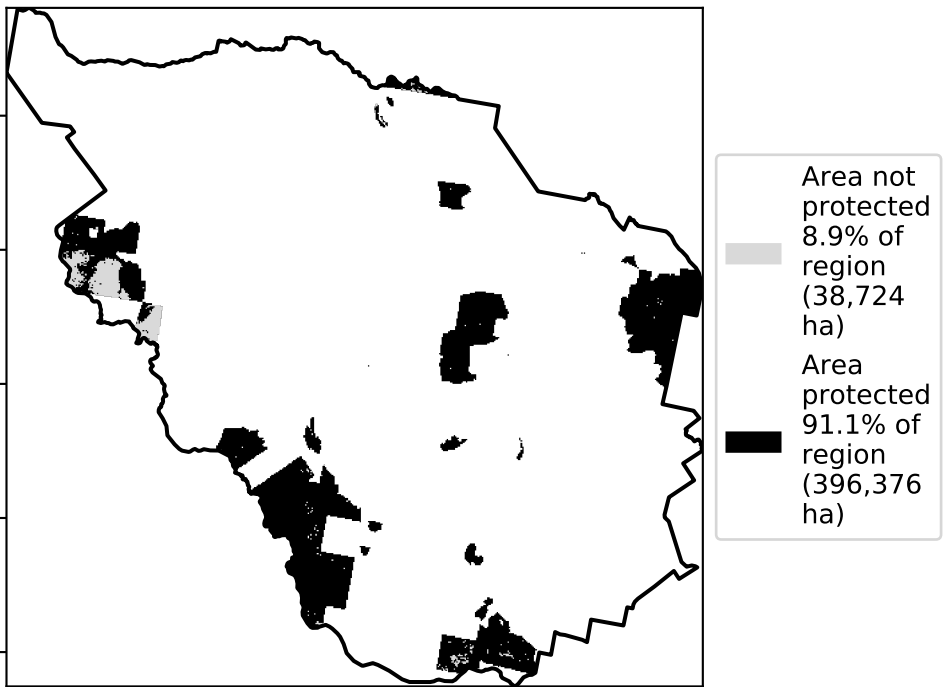 Area not
protected
8.9% of
region
(38,724
ha)
Area
protected
91.1% of
region
(396,376
ha)